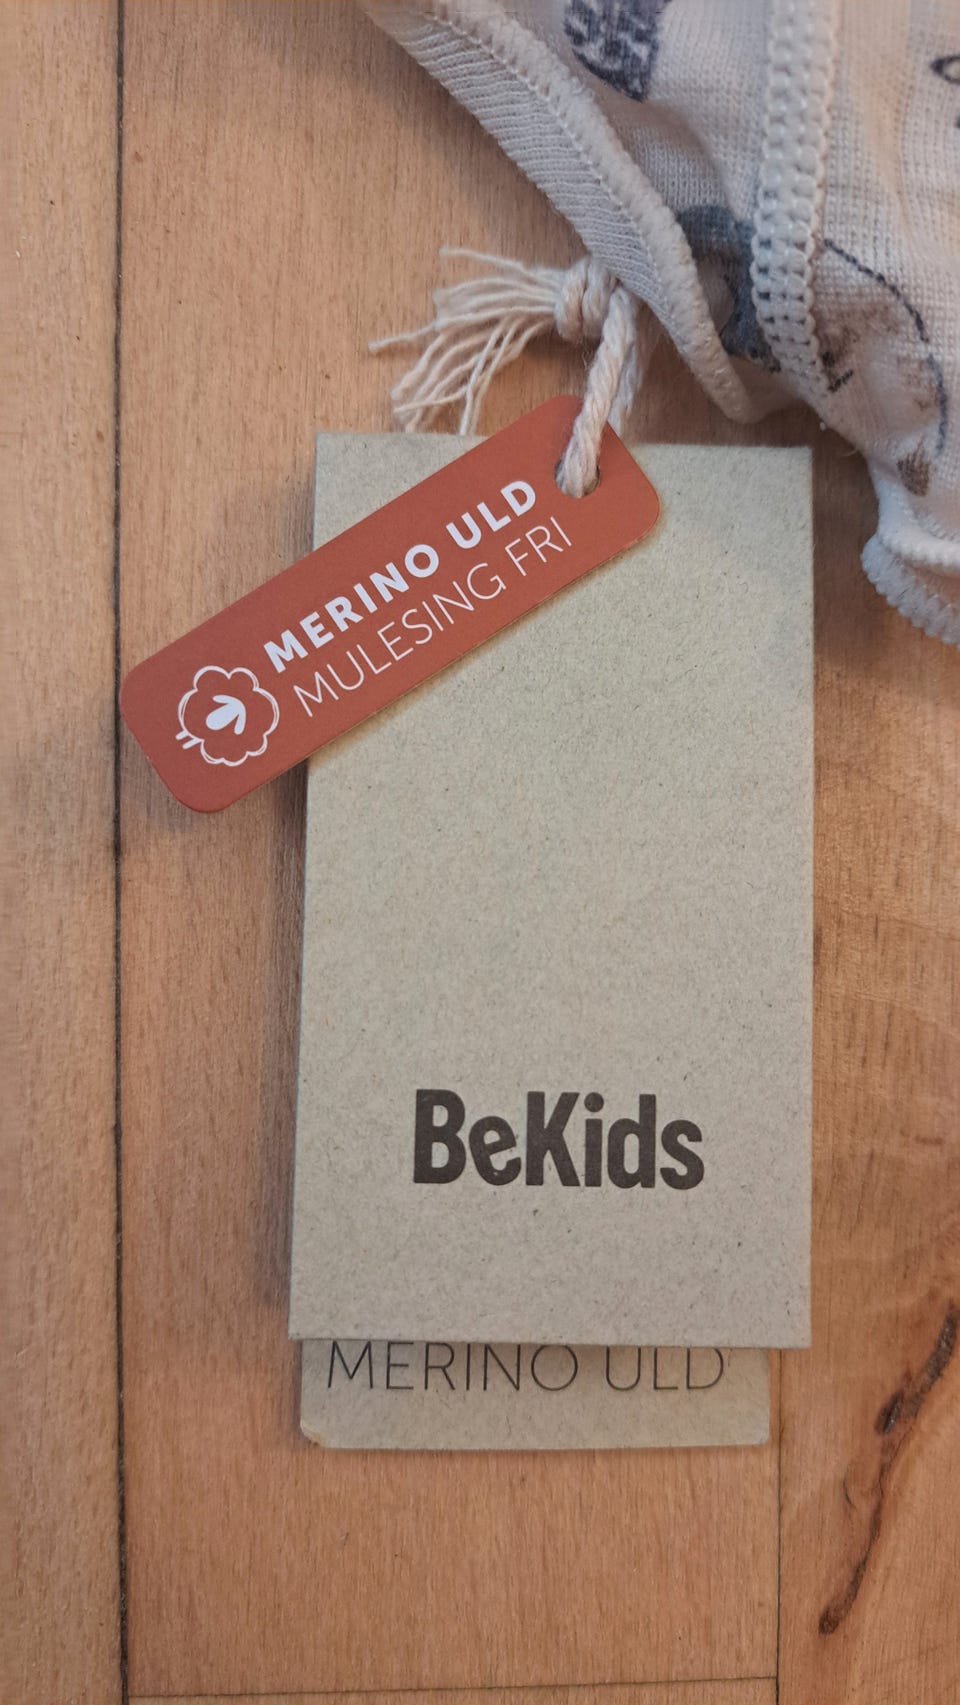 MERINO ULD
MULESING FRI
BeKids
MERINO ULD